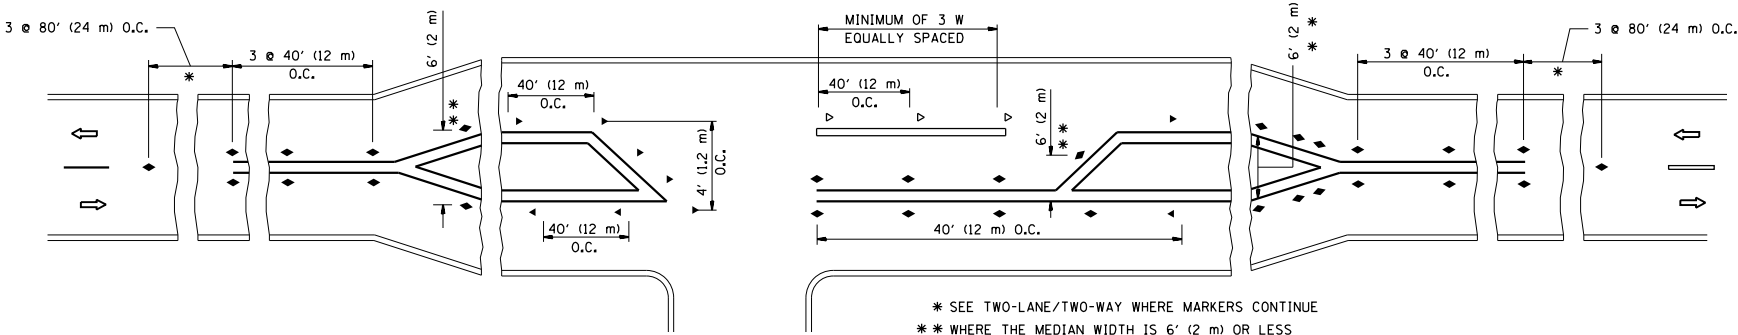 3 @ 80' (24 m) O.C.
3 @ 40' (12 m)
O.C.
*
6' (2 m)
* *
40' (12 m)
O.C.
4' (1.2 m)
O.C.
40' (12 m)
O.C.
MINIMUM OF 3 W
EQUALLY SPACED
40' (12 m)
O.C.
6' (2 m)
* *
40' (12 m) O.C.
6' (2 m)
* *
3 @ 40' (12 m)
O.C.
*
3 @ 80' (24 m) O.C.
* SEE TWO-LANE/TWO-WAY WHERE MARKERS CONTINUE
* * WHERE THE MEDIAN WIDTH IS 6' (2 m) OR LESS